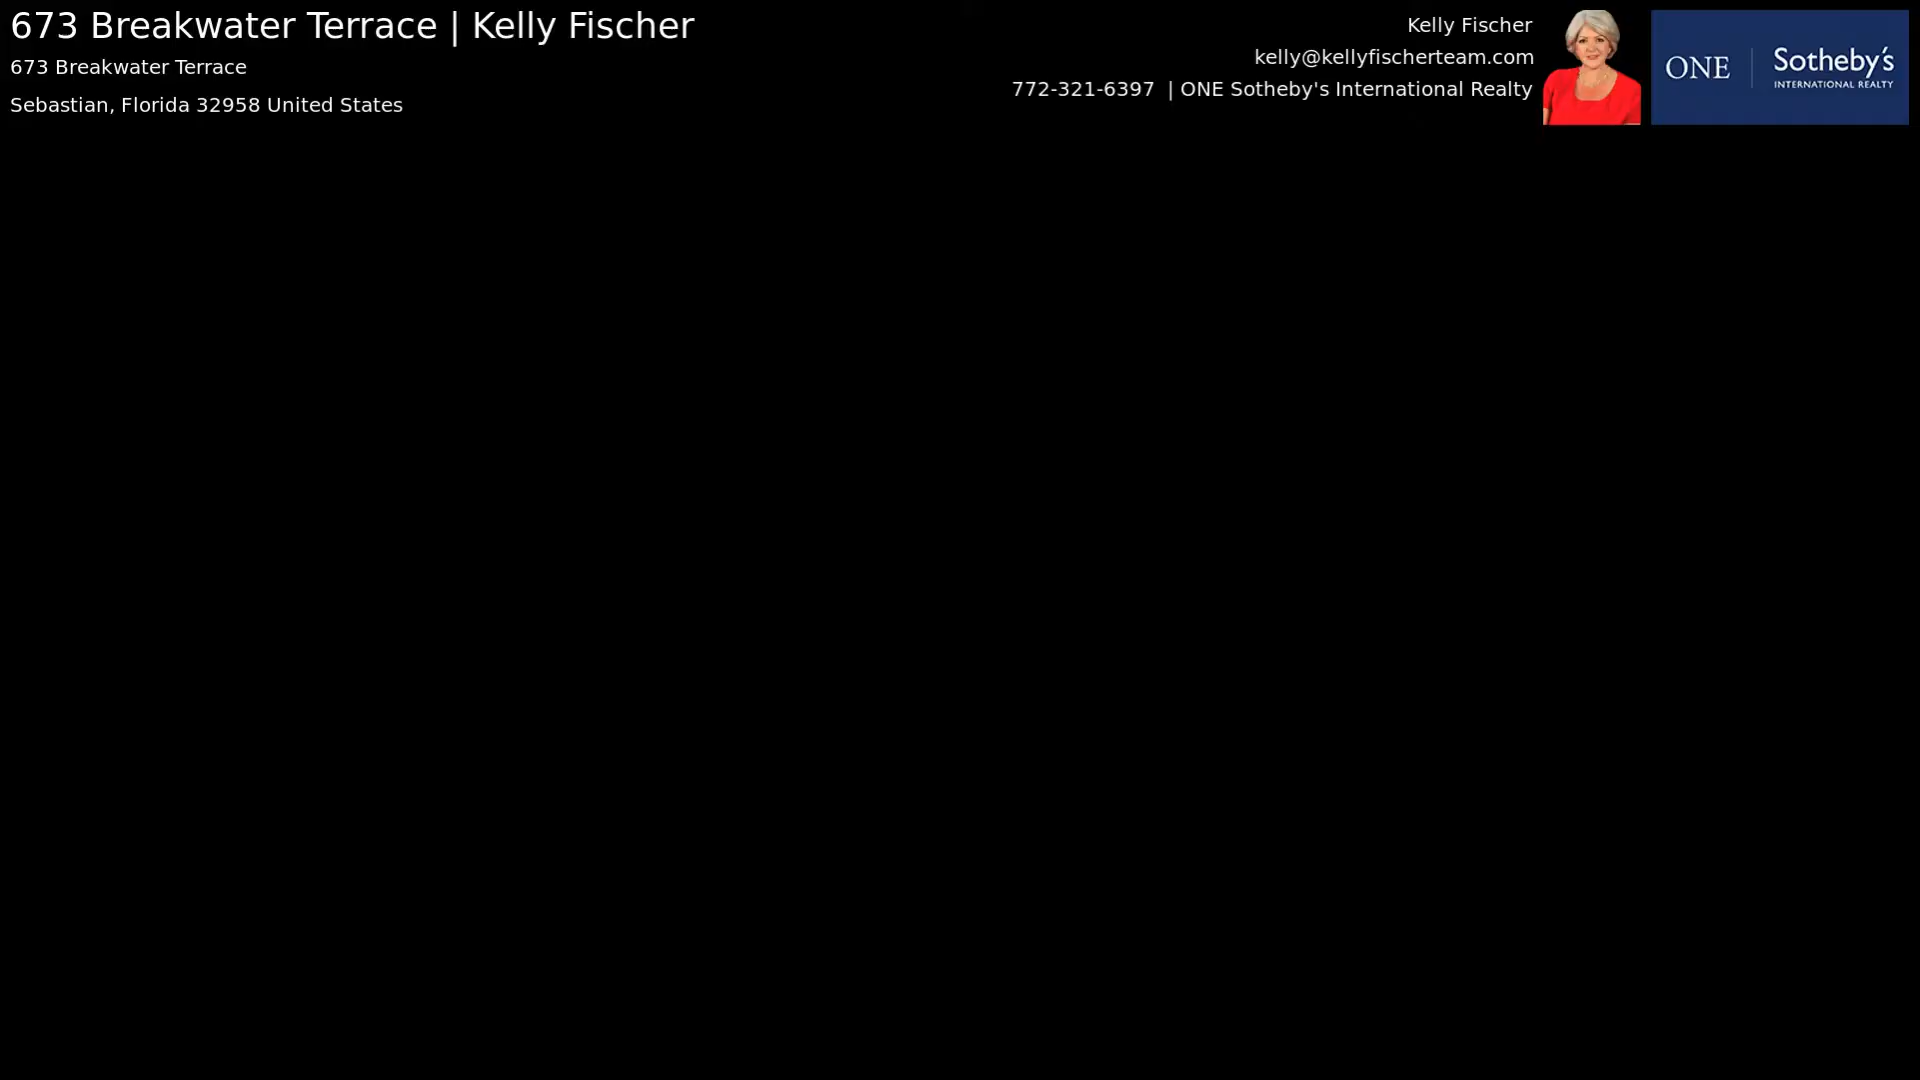 673 Breakwater Terrace | Kelly Fischer
673 Breakwater Terrace
Sebastian, Florida 32958 United States
Kelly Fischer
kelly@kellyfischerteam.com
772-321-6397 | ONE Sotheby's International Realty
ONE | Sotheby's
INTERNATIONAL REALTY